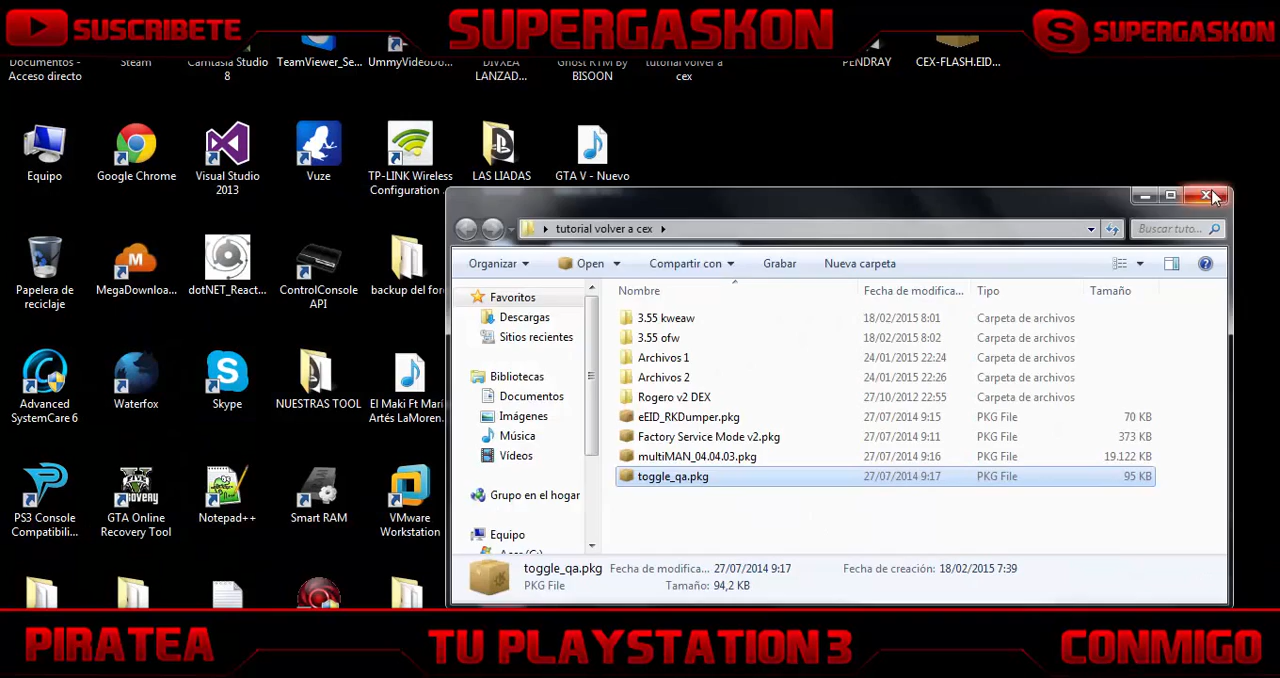 SUSCRIBETE
SUPERGASKON
SUPERGASKON
Documentos -
Acceso directo
Steam
Camtasia Studio
8
TeamViewer_Se...
UmmyVideoDo...
DIVXEA
LANZAD...
Ghost RTM by
BISOON
tutorial volver a
cex
PENDRAY
CEX-FLASH.EID...
Equipo
Google Chrome
Visual Studio
2013
Vuze
TP-LINK Wireless
Configuration ...
LAS LIADAS
GTA V - Nuevo
Papelera de
reciclaje
MegaDownloa...
dotNET_React...
ControlConsole
API
backup del for
Advanced
SystemCare 6
Waterfox
Skype
NUESTRAS TOOL
El Maki Ft Marí
Artés LaMoren
PS3 Console
Compatibili...
GTA Online
Recovery Tool
Notepad++
Smart RAM
VMware
Workstation
tutorial volver a cex
Buscar tuto...
Organizar
Open
Compartir con
Grabar
Nueva carpeta
Favoritos
Descargas
Sitios recientes
Bibliotecas
Documentos
Imágenes
Música
Vídeos
Grupo en el hogar
Equipo
Nombre Fecha de modifica... Tipo Tamaño
3.55 kweaw 18/02/2015 8:01 Carpeta de archivos
3.55 ofw 18/02/2015 8:02 Carpeta de archivos
Archivos 1 24/01/2015 22:24 Carpeta de archivos
Archivos 2 24/01/2015 22:26 Carpeta de archivos
Rogero v2 DEX 27/10/2012 22:55 Carpeta de archivos
eEID_RKDumper.pkg 27/07/2014 9:15 PKG File 70 KB
Factory Service Mode v2.pkg 27/07/2014 9:11 PKG File 373 KB
multiMAN_04.04.03.pkg 27/07/2014 9:16 PKG File 19.122 KB
toggle_qa.pkg 27/07/2014 9:17 PKG File 95 KB
toggle_qa.pkg Fecha de modifica... 27/07/2014 9:17 Fecha de creación: 18/02/2015 7:39
PKG File Tamaño: 94,2 KB
PIRATEA
TU PLAYSTATION 3
CONMIGO